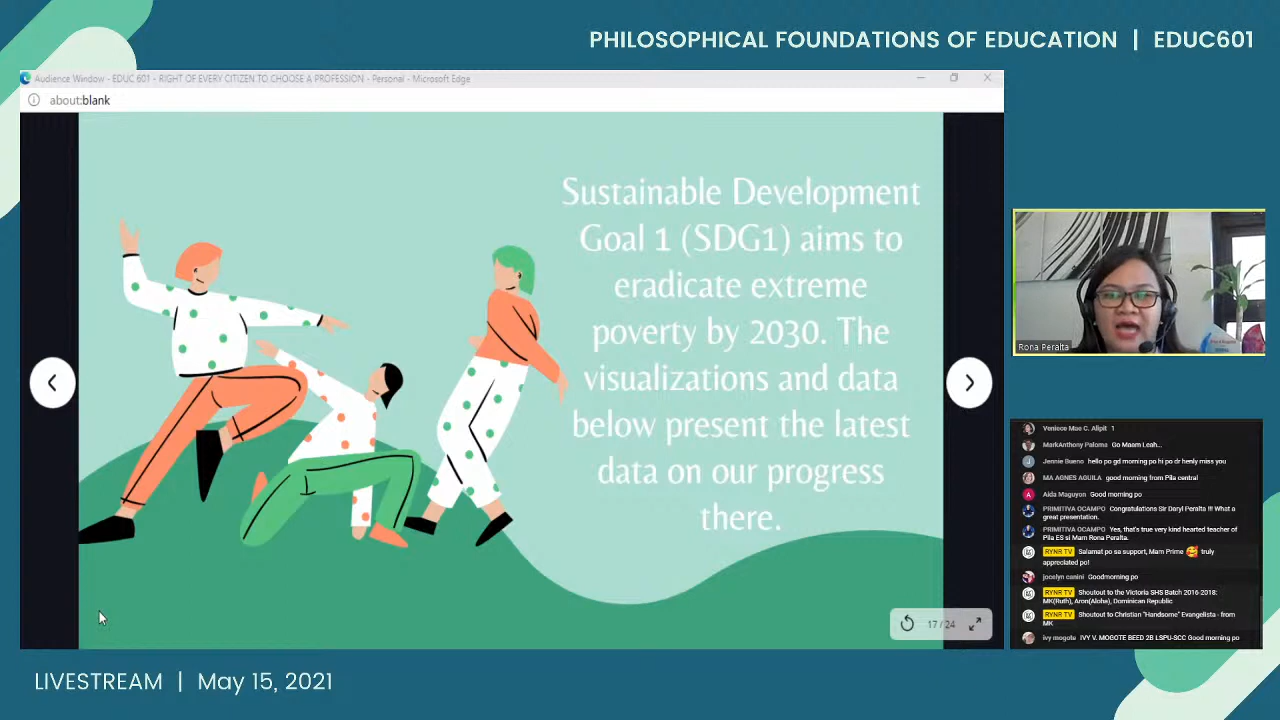 PHILOSOPHICAL FOUNDATIONS OF EDUCATION | EDUC601
Audience Window - EDUC 601 - RIGHT OF EVERY CITIZEN TO CHOOSE A PROFESSION - Personal - Microsoft Edge
about:blank
Sustainable Development
Goal 1 (SDG1) aims to
eradicate extreme
poverty by 2030. The
visualizations and data
below present the latest
data on our progress
there.
17 / 24
Rona Peralta
Veniece Mae C. Alipit 1
MarkAnthony Paloma Go Maam Leah...
J Jennie Bueno hello po gd morning po hi po dr henly miss you
MA AGNES AGUILA good morning from Pila central
A Aida Maguyon Good morning po
PRIMITIVA OCAMPO Congratulations Sir Daryl Peralta !!! What a
great presentation.
PRIMITIVA OCAMPO Yes, that's true very kind hearted teacher of
Pila ES si Mam Rona Peralta.
RYNR TV Salamat po sa support, Mam Prime 🥰 truly
appreciated po!
jocelyn canini Goodmorning po
RYNR TV Shoutout to the Victoria SHS Batch 2016-2018:
MK(Ruth), Aron(Aloha), Dominican Republic
RYNR TV Shoutout to Christian "Handsome" Evangelista - from
MK
ivy mogote IVY V. MOGOTE BEED 2B LSPU-SCC Good morning po
LIVESTREAM | May 15, 2021